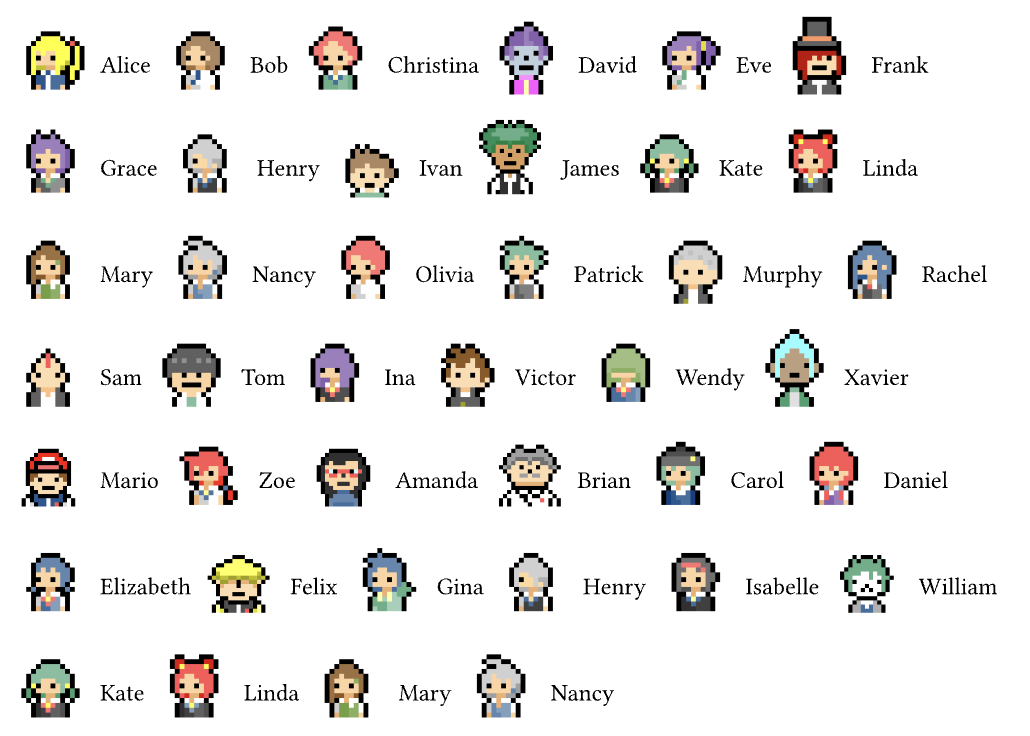 Alice Bob Christina David Eve Frank
Grace Henry Ivan James Kate Linda
Mary Nancy Olivia Patrick Murphy Rachel
Sam Tom Ina Victor Wendy Xavier
Mario Zoe Amanda Brian Carol Daniel
Elizabeth Felix Gina Henry Isabelle William
Kate Linda Mary Nancy